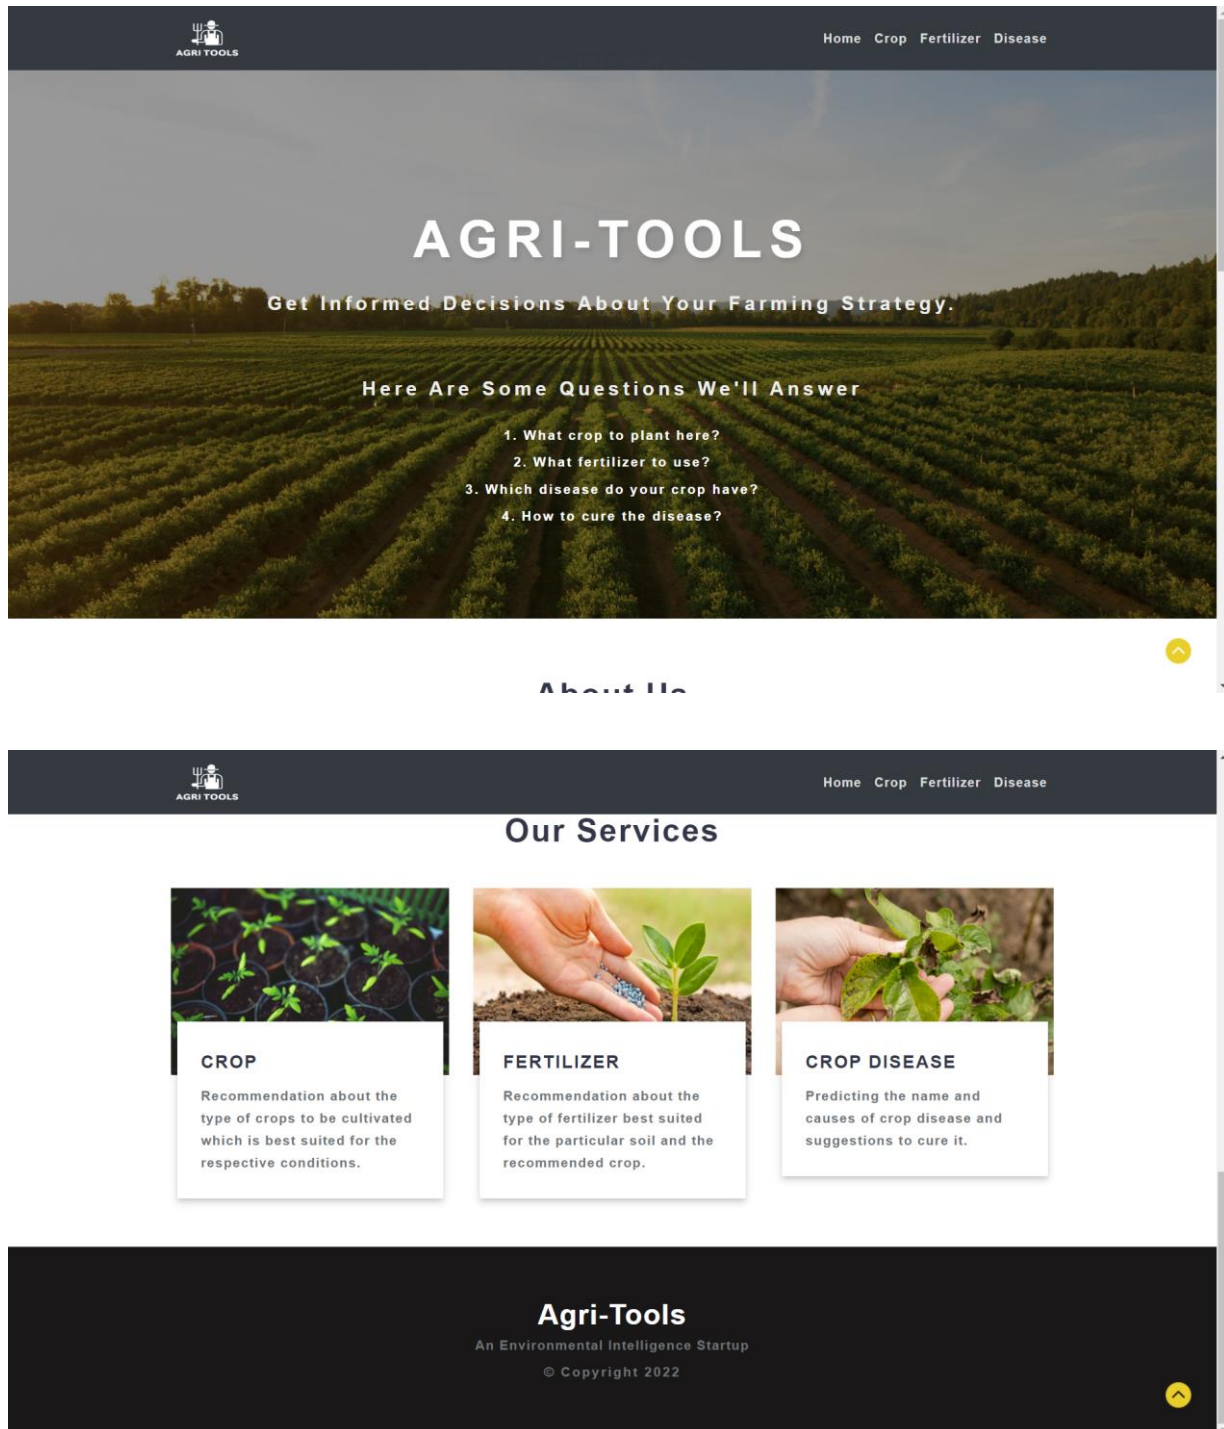 AGRI TOOLS
Home Crop Fertilizer Disease
AGRI-TOOLS
Get Informed Decisions About Your Farming Strategy.
Here Are Some Questions We'll Answer
1. What crop to plant here?
2. What fertilizer to use?
3. Which disease do your crop have?
4. How to cure the disease?
About Us
AGRI TOOLS
Home Crop Fertilizer Disease
Our Services
CROP
Recommendation about the
type of crops to be cultivated
which is best suited for the
respective conditions.
FERTILIZER
Recommendation about the
type of fertilizer best suited
for the particular soil and the
recommended crop.
CROP DISEASE
Predicting the name and
causes of crop disease and
suggestions to cure it.
Agri-Tools
An Environmental Intelligence Startup
© Copyright 2022